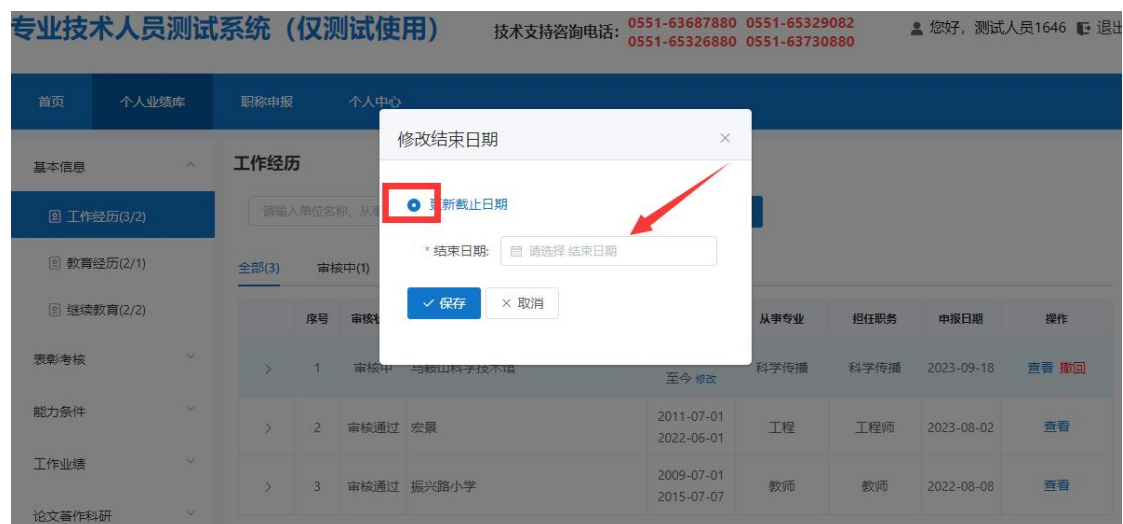 专业技术人员测试系统（仅测试使用）
技术支持咨询电话：
0551-63687880 0551-65329082
0551-65326880 0551-63730880
您好，测试人员1646
退出
首页 个人业绩库 职称申报 个人中心
修改结束日期 ×
基本信息
工作经历
工作经历(3/2)
更新截止日期
* 结束日期: 请选择 结束日期
教育经历(2/1)
全部(3) 审核中(1)
✓ 保存 × 取消
继续教育(2/2)
序号 从事专业 担任职务 申报日期 操作
表彰考核
1 审核中 马鞍山科学技术馆 至今 修改 科学传播 科学传播 2023-09-18 查看 撤回
能力条件
2 审核通过 宏景 2011-07-01 工程 工程师 2023-08-02 查看
2022-06-01
工作业绩
3 审核通过 振兴路小学 2009-07-01 教师 教师 2022-08-08 查看
2015-07-07
论文著作科研